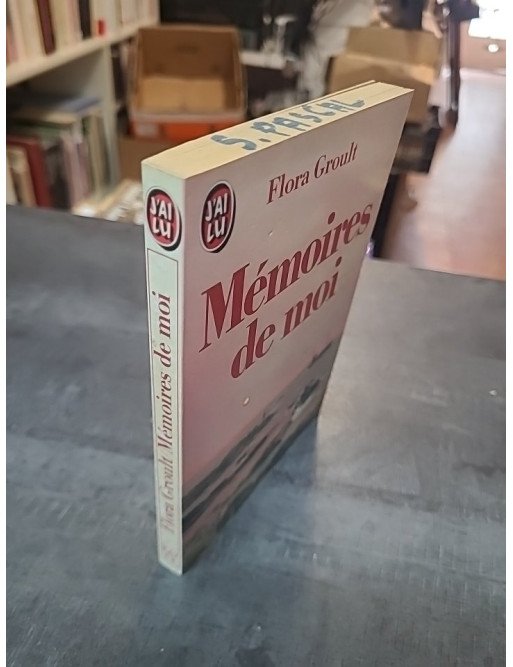 S. PASCAL
J'AI
LU
J'AI
LU
Flora Groult
Mémoires
de moi
Flora Groult Mémoires de moi